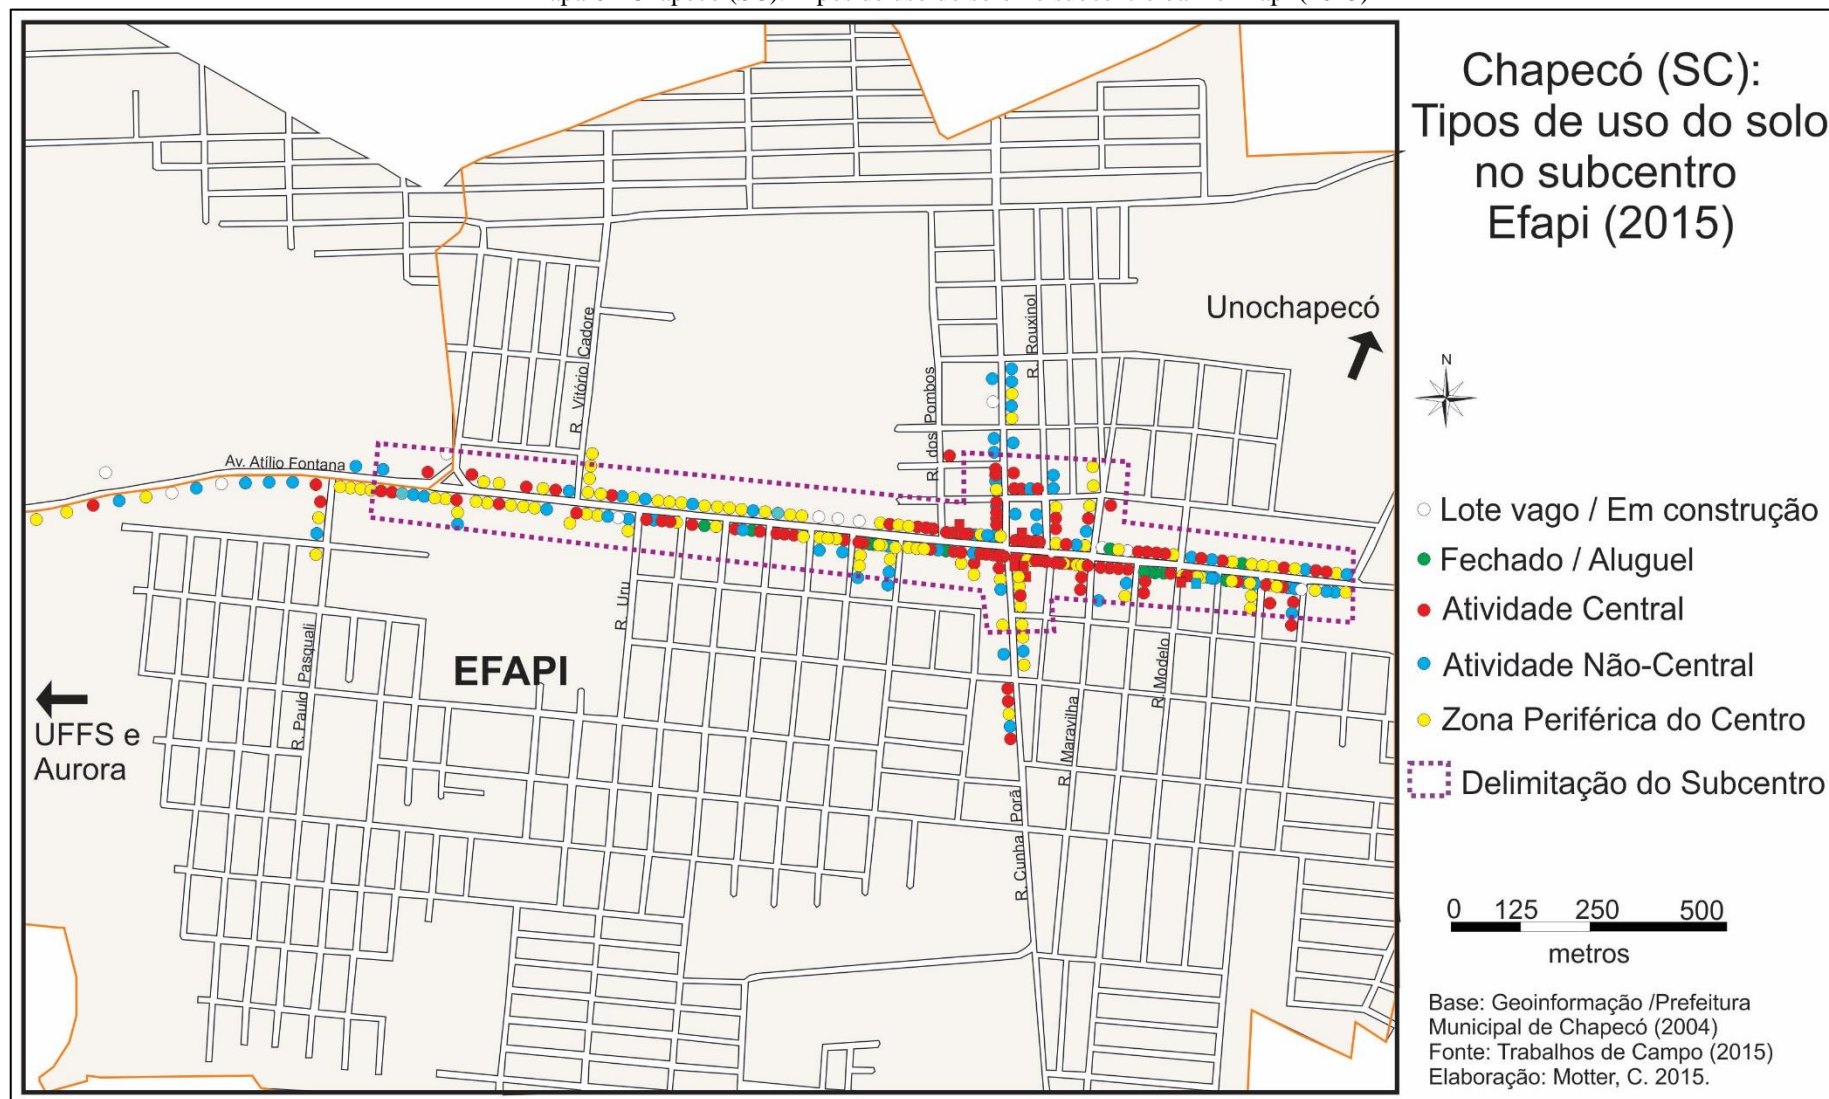 Chapecó (SC):
Tipos de uso do solo
no subcentro
Efapi (2015)
Unochapecó
N
R. Rouxinol
R. Vitório Cadore
R. dos Pombos
Av. Atílio Fontana
R. Uru
R. Paulo Pasquali
EFAPI
R. Modelo
R. Maravilha
R. Cunha Porã
UFFS e
Aurora
Lote vago / Em construção
Fechado / Aluguel
Atividade Central
Atividade Não-Central
Zona Periférica do Centro
Delimitação do Subcentro
0 125 250 500
metros
Base: Geoinformação /Prefeitura
Municipal de Chapecó (2004)
Fonte: Trabalhos de Campo (2015)
Elaboração: Motter, C. 2015.